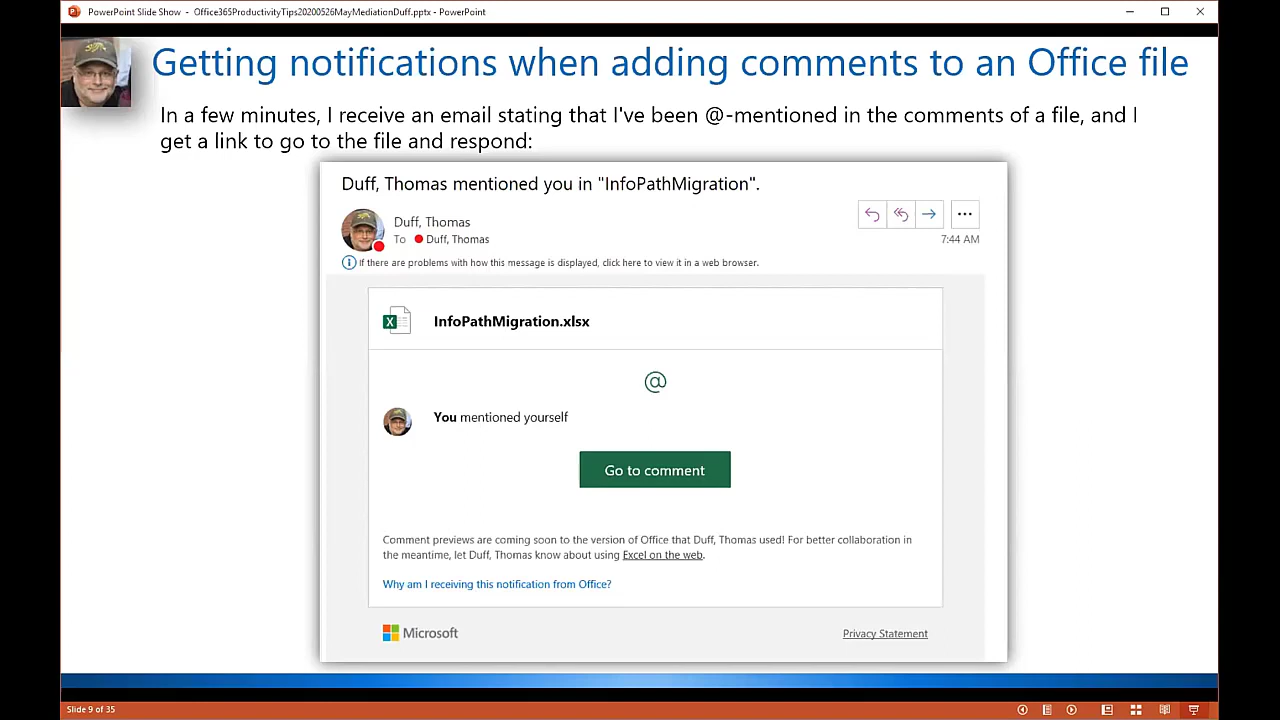 PowerPoint Slide Show - Office365ProductivityTips20200526MayMediationDuff.pptx - PowerPoint
Getting notifications when adding comments to an Office file
In a few minutes, I receive an email stating that I've been @-mentioned in the comments of a file, and I
get a link to go to the file and respond:
Duff, Thomas mentioned you in "InfoPathMigration".
Duff, Thomas
To Duff, Thomas
7:44 AM
If there are problems with how this message is displayed, click here to view it in a web browser.
InfoPathMigration.xlsx
@
You mentioned yourself
Go to comment
Comment previews are coming soon to the version of Office that Duff, Thomas used! For better collaboration in
the meantime, let Duff, Thomas know about using Excel on the web.
Why am I receiving this notification from Office?
Microsoft
Privacy Statement
Slide 9 of 35